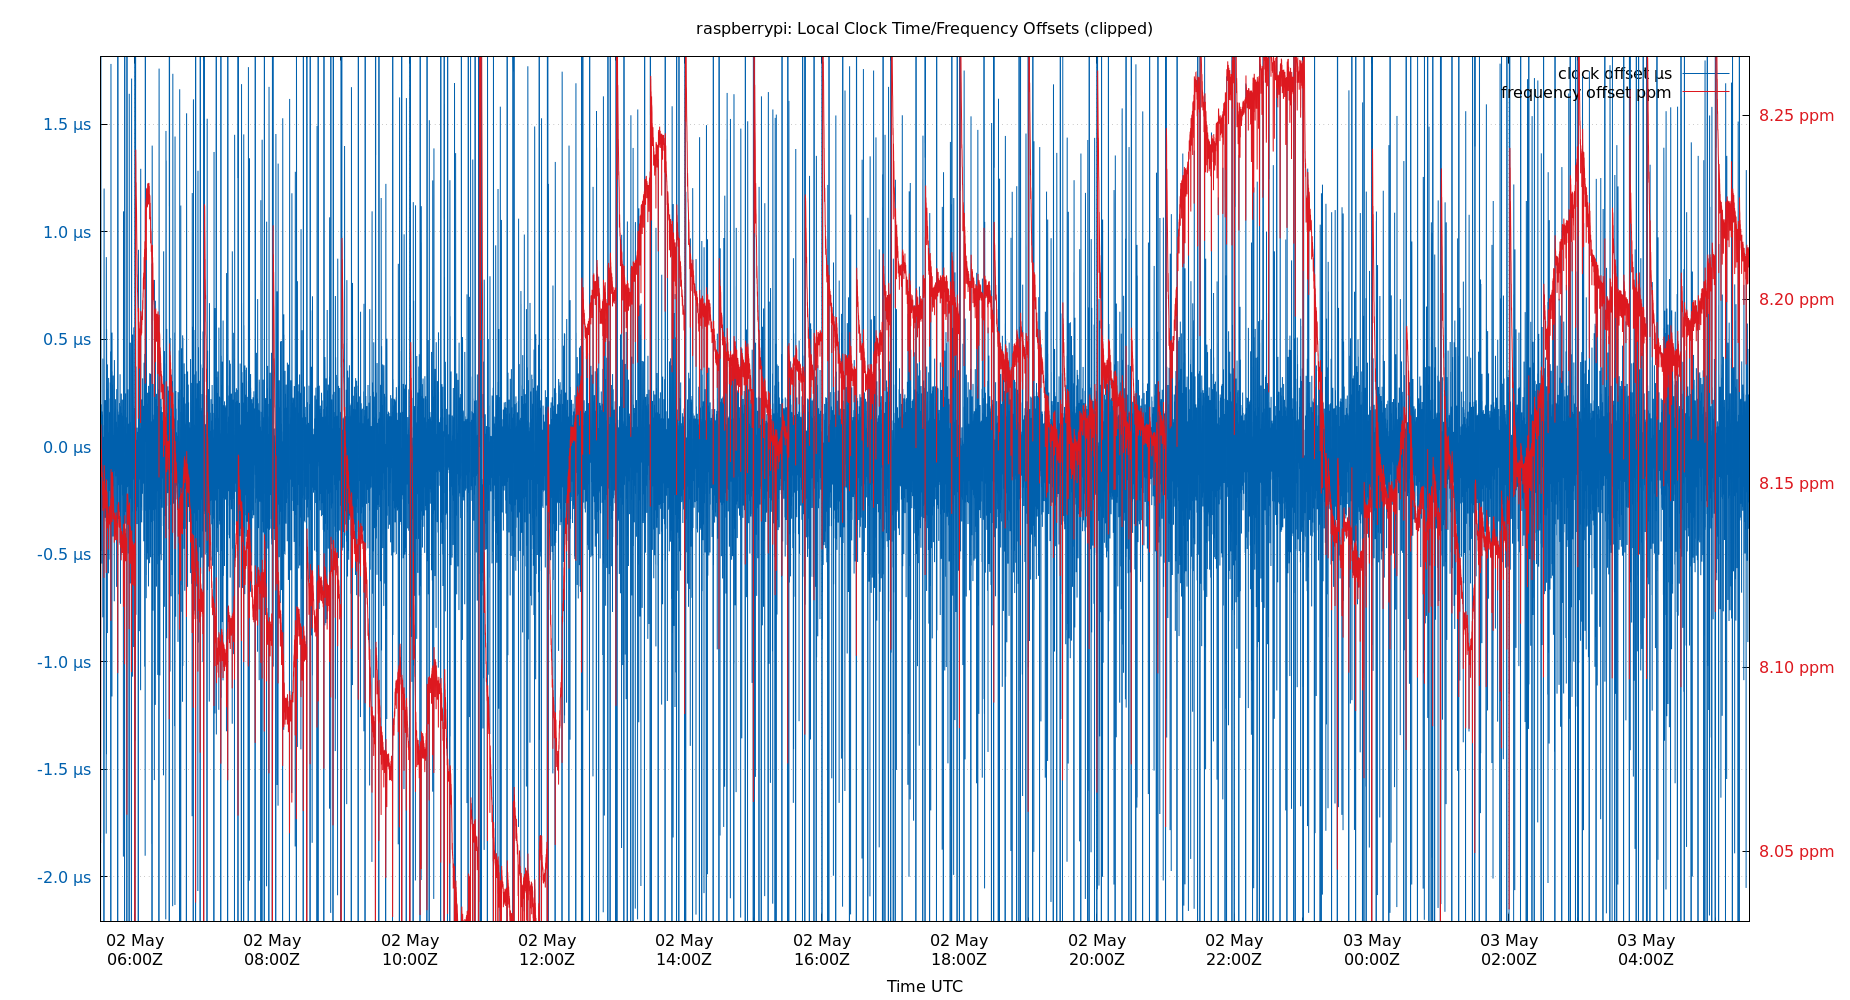 raspberrypi: Local Clock Time/Frequency Offsets (clipped)
clock offset µs
frequency offset ppm
1.5 µs
1.0 µs
0.5 µs
0.0 µs
-0.5 µs
-1.0 µs
-1.5 µs
-2.0 µs
8.25 ppm
8.20 ppm
8.15 ppm
8.10 ppm
8.05 ppm
02 May 02 May 02 May 02 May 02 May 02 May 02 May 02 May 02 May 03 May 03 May 03 May
06:00Z 08:00Z 10:00Z 12:00Z 14:00Z 16:00Z 18:00Z 20:00Z 22:00Z 00:00Z 02:00Z 04:00Z
Time UTC